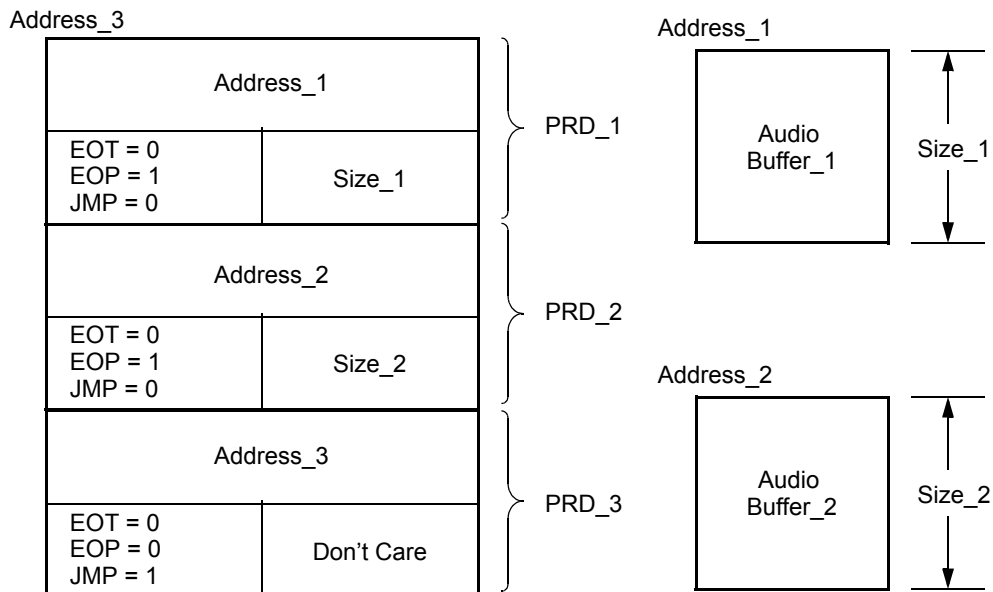 Address_3
Address_1
EOT = 0
EOP = 1
JMP = 0
Size_1
PRD_1
Address_2
EOT = 0
EOP = 1
JMP = 0
Size_2
PRD_2
Address_3
EOT = 0
EOP = 0
JMP = 1
Don't Care
PRD_3
Address_1
Audio
Buffer_1
Size_1
Address_2
Audio
Buffer_2
Size_2